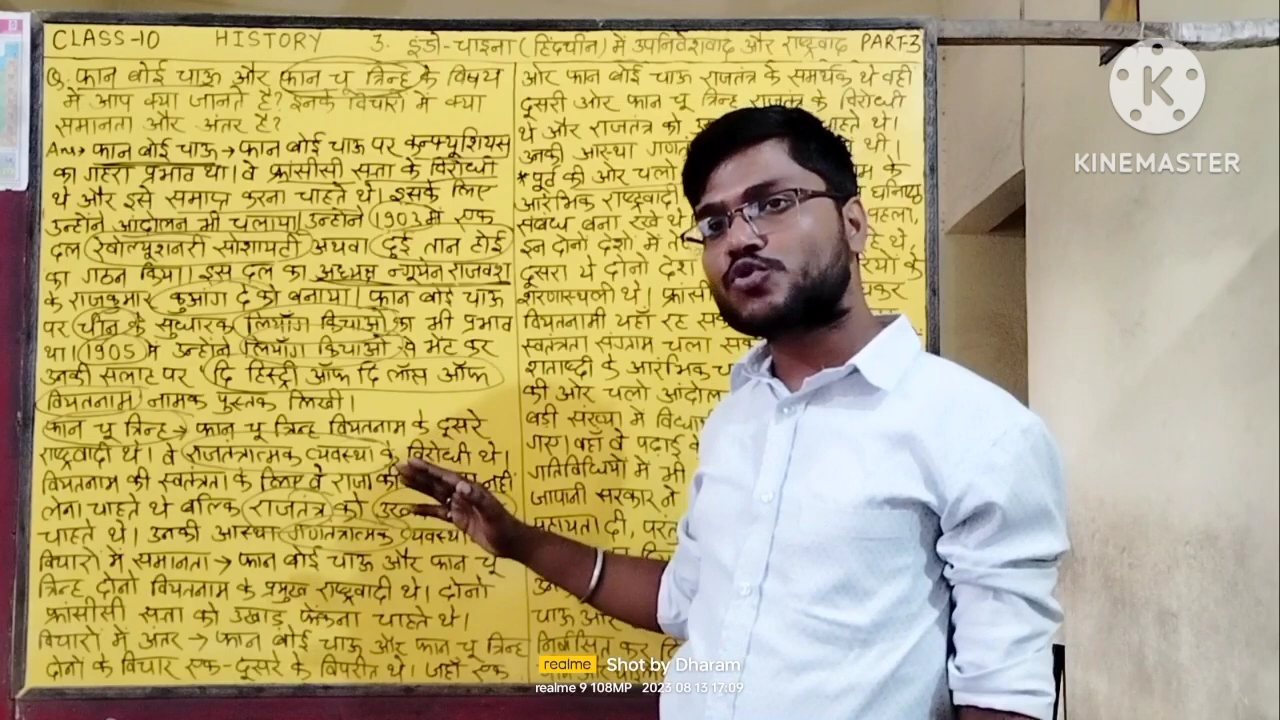 CLASS-10 HISTORY 3. इंडो-चाइना (हिंदचीन) में उपनिवेशवाद और राष्ट्रवाद PART-3
Q. फान बोई चाऊ और फान चू त्रिन्ह के विषय
में आप क्या जानते है? इनके विचारों में क्या
समानता और अंतर है?
Ans→ फान बोई चाऊ → फान बोई चाऊ पर कन्फ्यूशियस
का गहरा प्रभाव था। वे फ्रांसीसी सत्ता के विरोधी
थे और इसे समाप्त करना चाहते थे। इसके लिए
उन्होंने आंदोलन भी चलाया। उन्होंने 1903 में एक
दल रेवोल्यूशनरी सोसायटी अथवा दुई तान होई
का गठन किया। इस दल का अध्यक्ष न्यूयेन राजवंश
के राजकुमार कुआंग दे को बनाया। फान बोई चाऊ
पर चीन के सुधारक लियाँग किचाओ का भी प्रभाव
था। 1905 में उन्होंने लियाँग किचाओ से भेंट कर
उनकी सलाह पर 'दि हिस्ट्री ऑफ दि लॉस ऑफ
वियतनाम' नामक पुस्तक लिखी।
फान चू त्रिन्ह → फान चू त्रिन्ह वियतनाम के दूसरे
राष्ट्रवादी थे। वे राजतंत्रात्मक व्यवस्था के विरोधी थे।
वियतनाम की स्वतंत्रता के लिए वे राजा की नहीं
लेना चाहते थे बल्कि राजतंत्र को
चाहते थे। उनकी आस्था गणतंत्रात्मक व्यवस्था
विचारों में समानता → फान बोई चाऊ और फान चू
त्रिन्ह दोनों वियतनाम के प्रमुख राष्ट्रवादी थे। दोनों
फ्रांसीसी सत्ता को उखाड़ फेंकना चाहते थे।
विचारों में अंतर → फान बोई चाऊ और फान चू त्रिन्ह
दोनों के विचार एक-दूसरे के विपरीत थे। जहाँ एक
ओर फान बोई चाऊ राजतंत्र के समर्थक थे वही
दूसरी ओर फान चू त्रिन्ह राजतंत्र के विरोधी
थे और राजतंत्र को चाहते थे।
उनकी आस्था थी।
*पूर्व की ओर चलो के
आरंभिक राष्ट्रवादी घनिष्ठ
संबंध बना रखे थे पहला,
इन दोनों देशों में थे,
दूसरा ये दोनों देश के
शरणास्थली थे। कर
वियतनामी यहाँ रह
स्वतंत्रता संग्राम चला
शताब्दी के आरंभिक
की ओर चलो
बड़ी संख्या में
गए। वहाँ वे पढ़ाई
गतिविधियों में भी
जापानी सरकार ने
सहायता दी, परंतु
चाऊ और
निर्वासित कर
KINEMASTER
realme Shot by Dharam
realme 9 108MP 2023 08 13 17:09